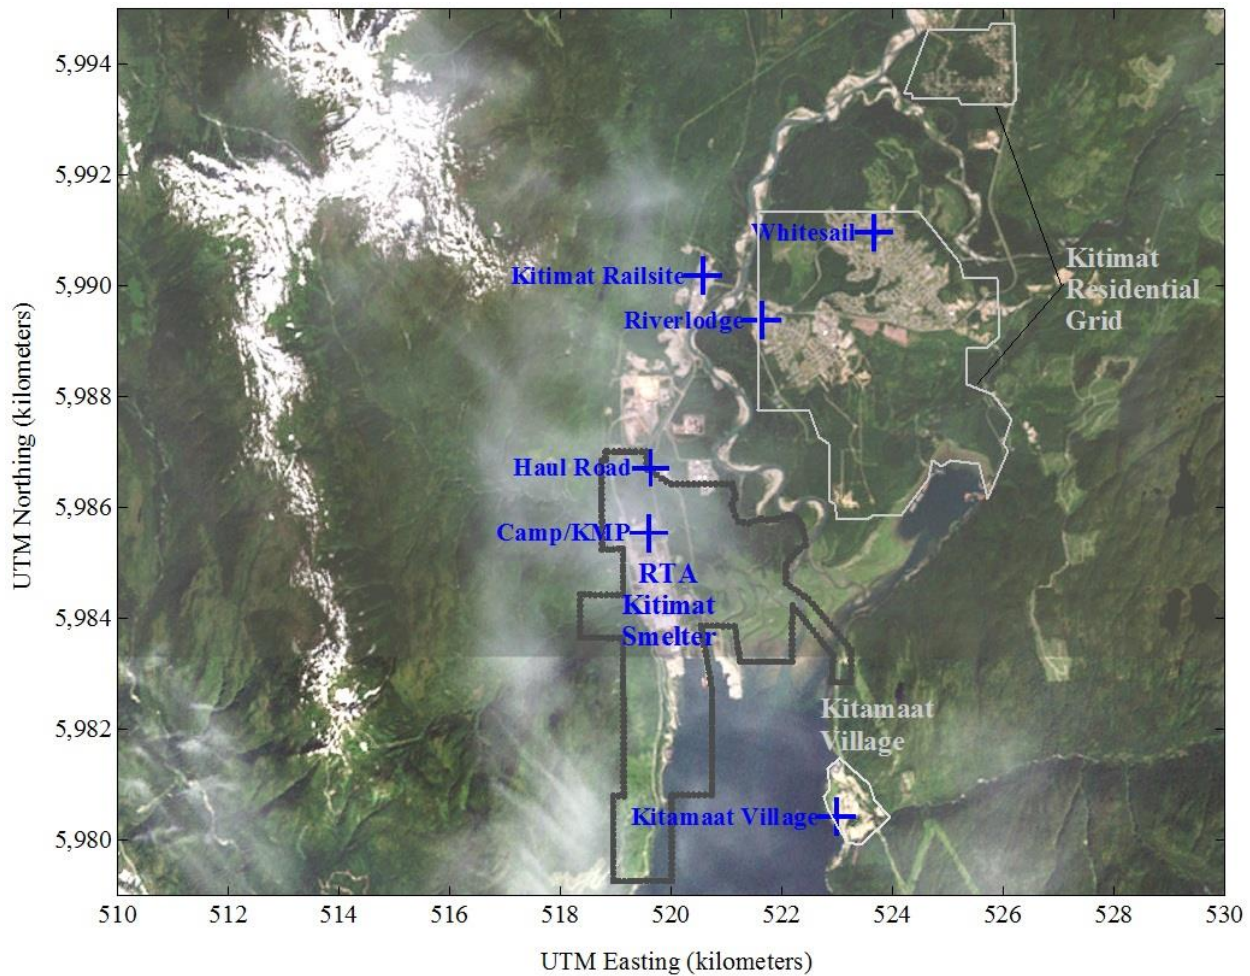 5,994
5,992
5,990
5,988
5,986
5,984
5,982
5,980
UTM Northing (kilometers)
Whitesail
Kitimat Railsite
Riverlodge
Kitimat
Residential
Grid
Haul Road
Camp/KMP
RTA
Kitimat
Smelter
Kitamaat
Village
Kitamaat Village
510 512 514 516 518 520 522 524 526 528 530
UTM Easting (kilometers)